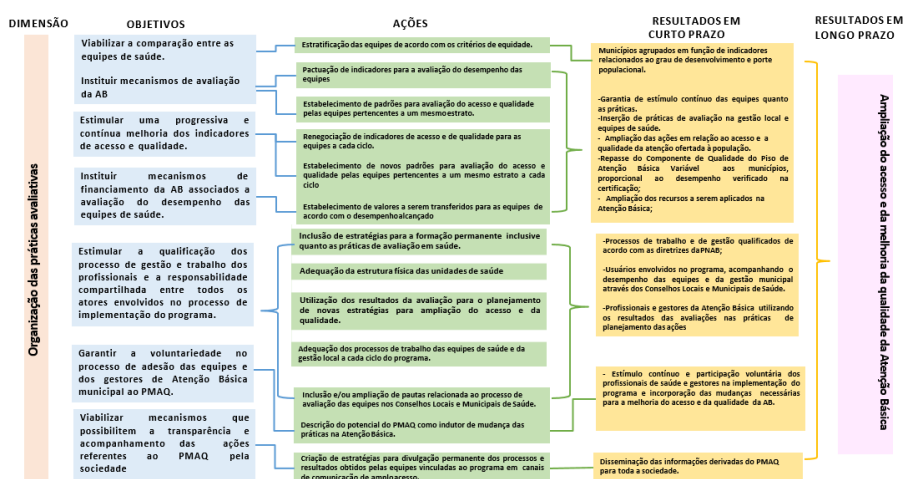 DIMENSÃO
OBJETIVOS
AÇÕES
RESULTADOS EM
CURTO PRAZO
RESULTADOS EM
LONGO PRAZO
Organização das práticas avaliativas
Viabilizar a comparação entre as
equipes de saúde.
Instituir mecanismos de avaliação
da AB
Estimular uma progressiva e
contínua melhoria dos indicadores
de acesso e qualidade.
Instituir mecanismos de
financiamento da AB associados a
avaliação do desempenho das
equipes de saúde.
Estimular a qualificação dos
processo de gestão e trabalho dos
profissionais e a responsabilidade
compartilhada entre todos os
atores envolvidos no processo de
implementação do programa.
Garantir a voluntariedade no
processo de adesão das equipes e
dos gestores de Atenção Básica
municipal ao PMAQ.
Viabilizar mecanismos que
possibilitem a transparência e
acompanhamento das ações
referentes ao PMAQ pela
sociedade
Estratificação das equipes de acordo com os critérios de equidade.
Pactuação de indicadores para a avaliação do desempenho das
equipes
Estabelecimento de padrões para avaliação do acesso e qualidade
pelas equipes pertencentes a um mesmo estrato.
Renegociação de indicadores de acesso e de qualidade para as
equipes a cada ciclo.
Estabelecimento de novos padrões para avaliação do acesso e
qualidade pelas equipes pertencentes a um mesmo estrato a cada
ciclo
Estabelecimento de valores a serem transferidos para as equipes de
acordo com o desempenhoalcançado
Inclusão de estratégias para a formação permanente inclusive
quanto as práticas de avaliação em saúde.
Adequação da estrutura física das unidades de saúde
Utilização dos resultados da avaliação para o planejamento
de novas estratégias para ampliação do acesso e da
qualidade.
Adequação dos processos de trabalho das equipes de saúde e da
gestão local a cada ciclo do programa.
Inclusão e/ou ampliação de pautas relacionada ao processo de
avaliação das equipes nos Conselhos Locais e Municipais de Saúde.
Descrição do potencial do PMAQ como indutor de mudança das
práticas na Atenção Básica.
Criação de estratégias para divulgação permanente dos processos e
resultados obtidos pelas equipes vinculadas ao programa em canais
de comunicação de amploacesso.
Municípios agrupados em função de indicadores
relacionados ao grau de desenvolvimento e porte
populacional.
-Garantia de estímulo contínuo das equipes quanto
as práticas.
-Inserção de práticas de avaliação na gestão local e
equipes de saúde.
- Ampliação das ações em relação ao acesso e a
qualidade da atenção ofertada à população.
-Repasse do Componente de Qualidade do Piso de
Atenção Básica Variável aos municípios,
proporcional ao desempenho verificado na
certificação;
- Ampliação dos recursos a serem aplicados na
Atenção Básica;
-Processos de trabalho e de gestão qualificados de
acordo com as diretrizes daPNAB;
-Usuários envolvidos no programa, acompanhando o
desempenho das equipes e da gestão municipal
através dos Conselhos Locais e Municipais de Saúde.
-Profissionais e gestores da Atenção Básica utilizando
os resultados das avaliações nas práticas de
planejamento das ações
- Estímulo contínuo e participação voluntária dos
profissionais de saúde e gestores na implementação do
programa e incorporação das mudanças necessárias
para a melhoria do acesso e da qualidade da AB.
Disseminação das informações derivadas do PMAQ
para toda a sociedade.
Ampliação do acesso e da melhoria da qualidade da Atenção Básica